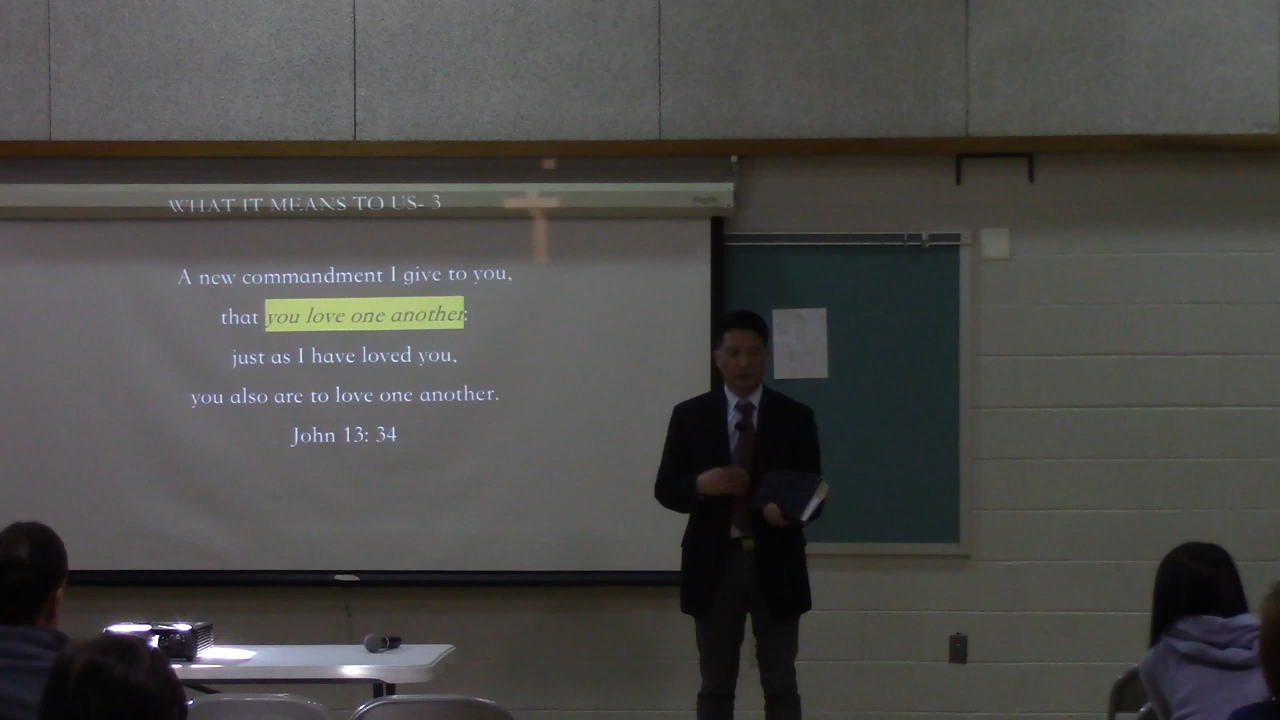 WHAT IT MEANS TO US- 3
A new commandment I give to you,
that you love one another:
just as I have loved you,
you also are to love one another.
John 13: 34